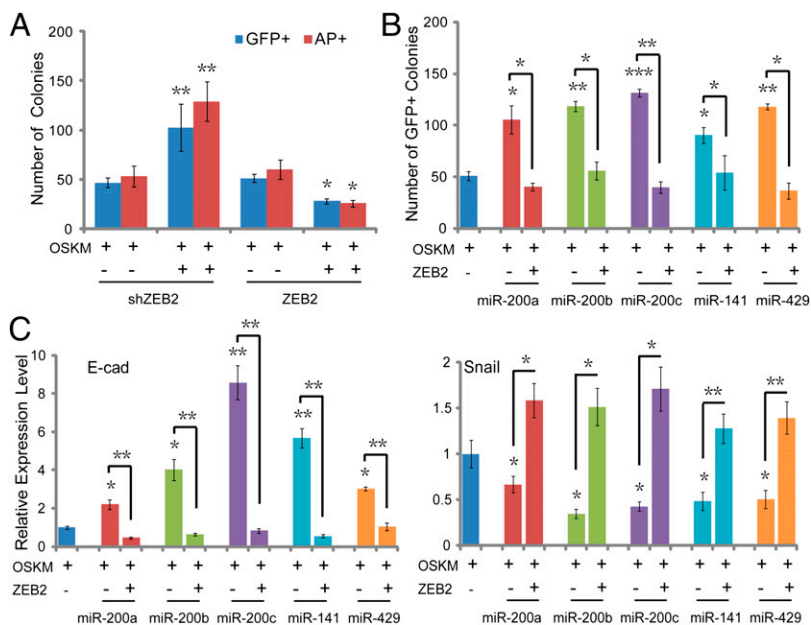 A
GFP+ AP+
Number of Colonies
200
150
100
50
0
** **
* *
OSKM + + + + + + + +
- - + + - - + +
shZEB2 ZEB2
B
Number of GFP+ Colonies
200
150
100
50
0
* * ** *
* ** *** * **
*
OSKM + + + + + + + + + + +
ZEB2 - - + - + - + - + - +
miR-200a miR-200b miR-200c miR-141 miR-429
C
E-cad
Relative Expression Level
10
8
6
4
2
0
** ** ** ** **
* * ** ** *
OSKM + + + + + + + + + + +
ZEB2 - - + - + - + - + - +
miR-200a miR-200b miR-200c miR-141 miR-429
Snail
2
1.5
1
0.5
0
* * * ** **
* * * * *
OSKM + + + + + + + + + + +
ZEB2 - - + - + - + - + - +
miR-200a miR-200b miR-200c miR-141 miR-429